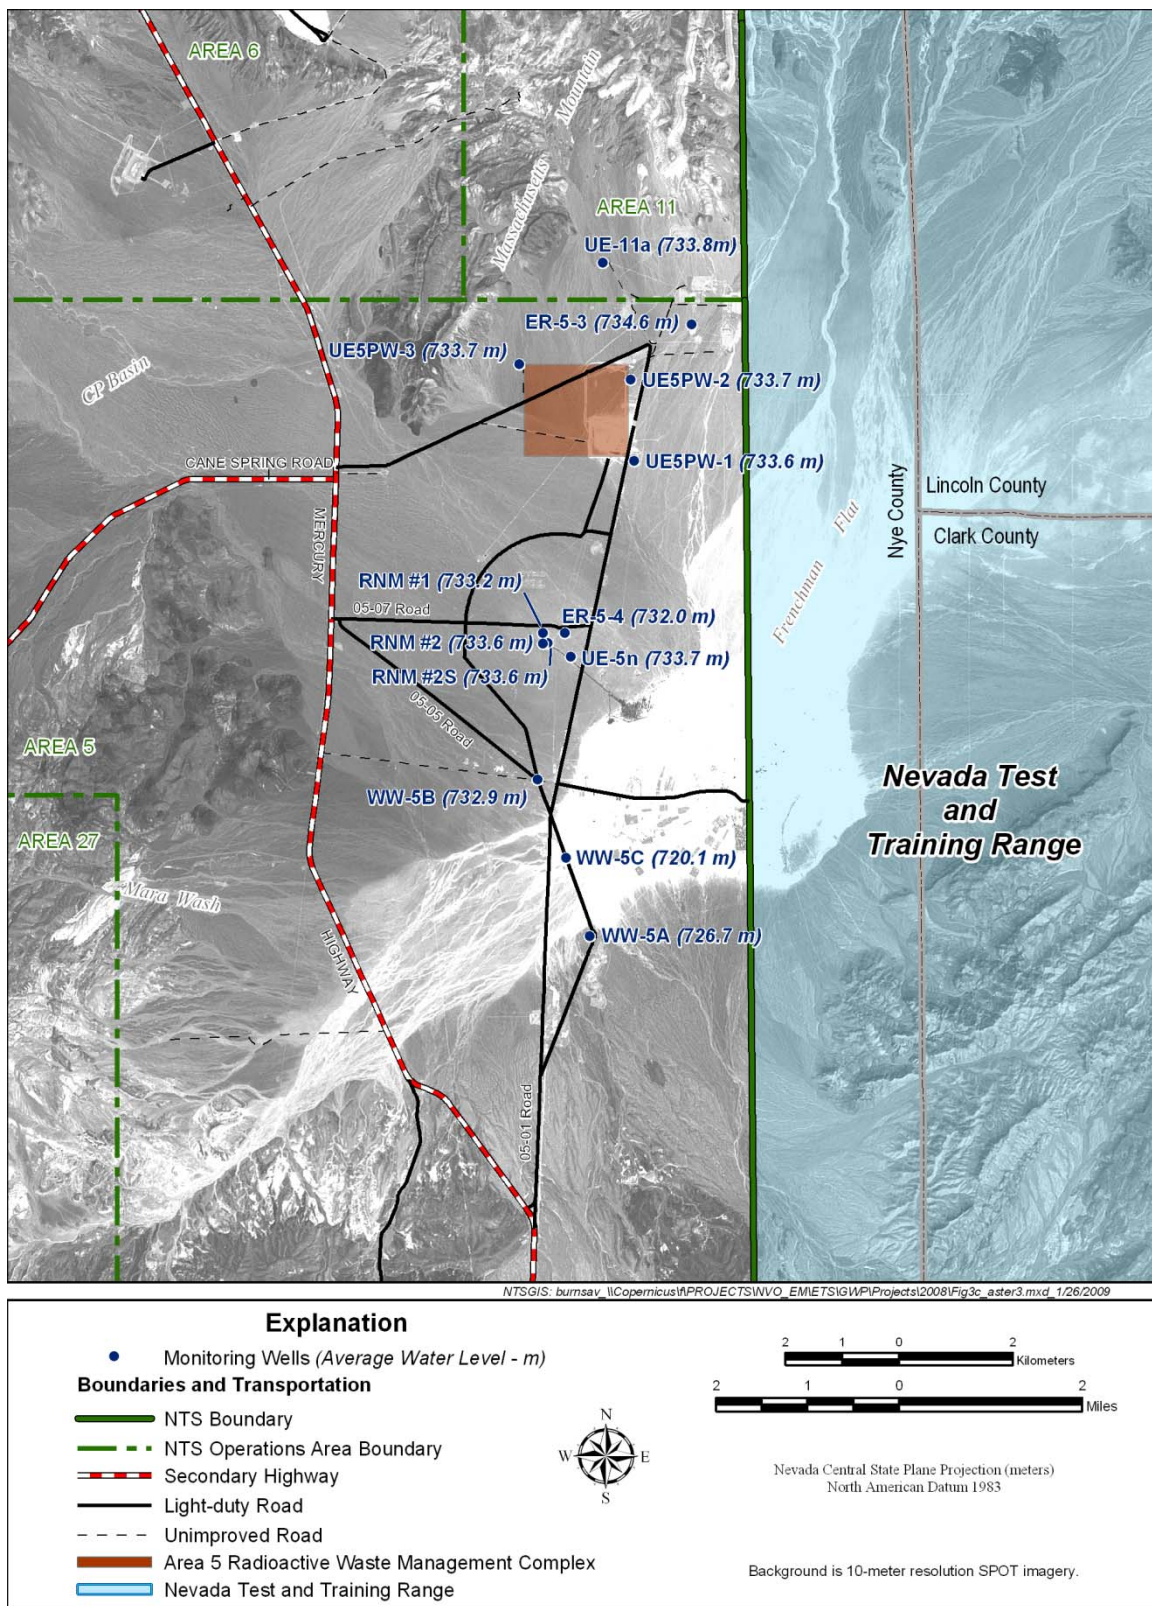 AREA 6
Massachusetts Mountain
AREA 11
UE-11a (733.8m)
ER-5-3 (734.6 m)
UE5PW-3 (733.7 m)
CP Basin
UE5PW-2 (733.7 m)
CANE SPRING ROAD
UE5PW-1 (733.6 m)
Lincoln County
Nye County
Clark County
Frenchman Flat
MERCURY
RNM #1 (733.2 m)
05-07 Road
ER-5-4 (732.0 m)
RNM #2 (733.6 m)
UE-5n (733.7 m)
RNM #2S (733.6 m)
05-05 Road
AREA 5
WW-5B (732.9 m)
Nevada Test
and
Training Range
AREA 27
WW-5C (720.1 m)
Mara Wash
WW-5A (726.7 m)
HIGHWAY
05-01 Road
NTSGIS: burnsav_\\Copernicus\f\PROJECTS\NVO_EM\ETS\GWP\Projects\2008\Fig3c_aster3.mxd_1/26/2009
Explanation
Monitoring Wells (Average Water Level - m)
Boundaries and Transportation
NTS Boundary
NTS Operations Area Boundary
Secondary Highway
Light-duty Road
Unimproved Road
Area 5 Radioactive Waste Management Complex
Nevada Test and Training Range
N
W E
S
2 1 0 2
Kilometers
2 1 0 2
Miles
Nevada Central State Plane Projection (meters)
North American Datum 1983
Background is 10-meter resolution SPOT imagery.